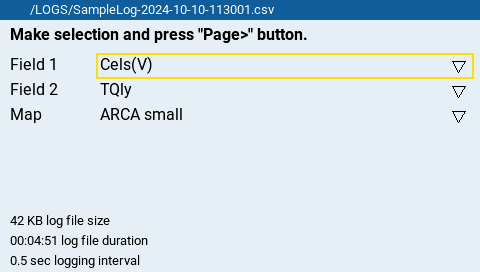 /LOGS/SampleLog-2024-10-10-113001.csv
Make selection and press "Page>" button.
Field 1 Cels(V)
Field 2 TQly
Map ARCA small
42 KB log file size
00:04:51 log file duration
0.5 sec logging interval